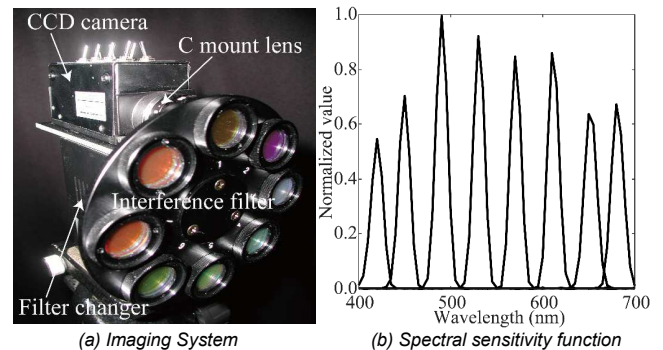 CCD camera
C mount lens
Interference filter
Filter changer
(a) Imaging System
Normalized value
1.0
0.8
0.6
0.4
0.2
0.0
400
500
600
700
Wavelength (nm)
(b) Spectral sensitivity function